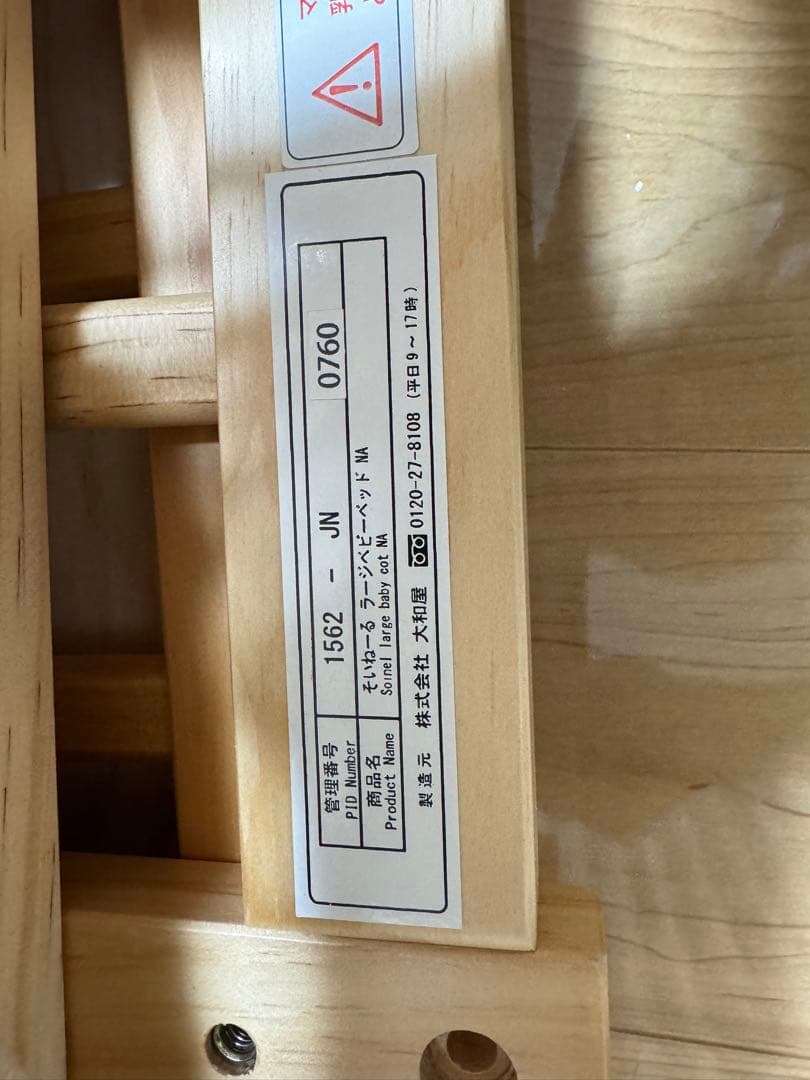 管理番号 1562 - JN 0760
PID Number
商品名 そいねーる ラージベビーベッド NA
Product Name Soinel large baby cot NA
製造元 株式会社 大和屋 0120-27-8108 (平日9～17時)